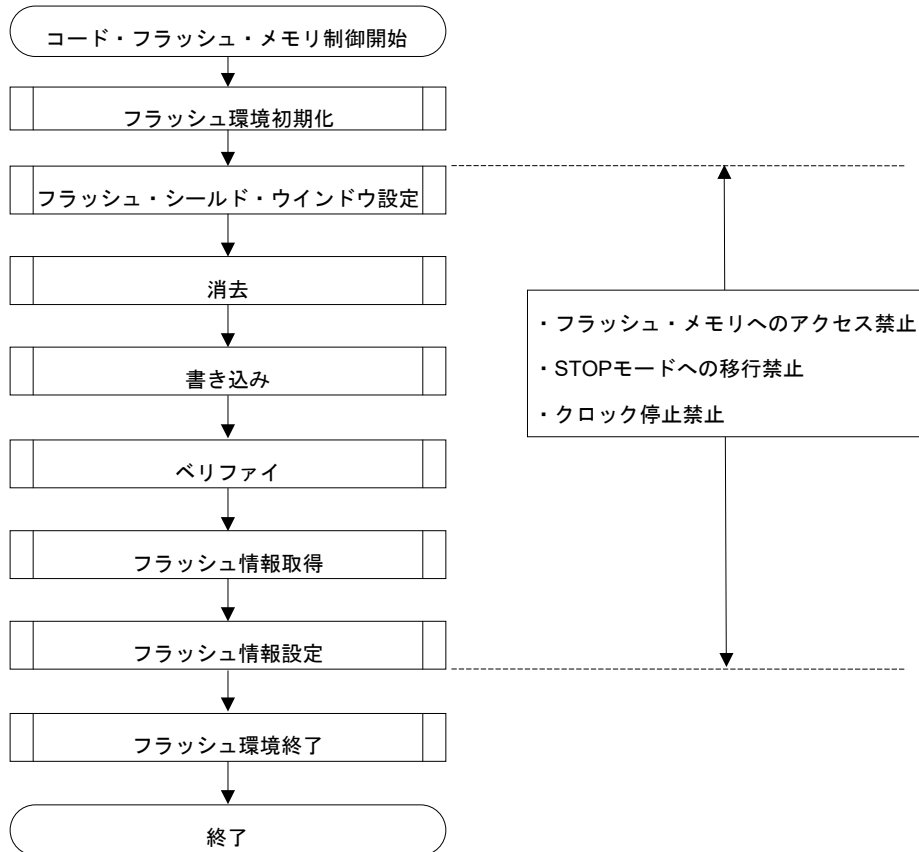 コード・フラッシュ・メモリ制御開始
フラッシュ環境初期化
フラッシュ・シールド・ウインドウ設定
消去
書き込み
ベリファイ
フラッシュ情報取得
フラッシュ情報設定
フラッシュ環境終了
終了
・フラッシュ・メモリへのアクセス禁止
・STOPモードへの移行禁止
・クロック停止禁止